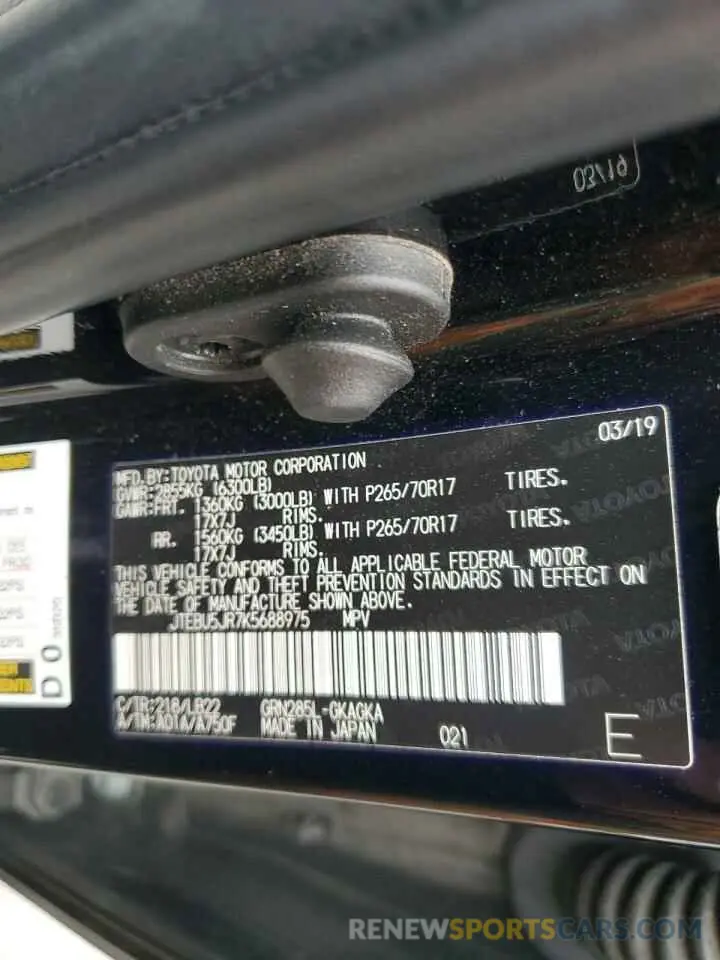 03/19
03/19
MFD.BY:TOYOTA MOTOR CORPORATION
GVWR:2855KG (6300LB)
GAWR:FRT. 1360KG (3000LB) WITH P265/70R17 TIRES.
17X7J RIMS.
RR. 1560KG (3450LB) WITH P265/70R17 TIRES.
17X7J RIMS.
THIS VEHICLE CONFORMS TO ALL APPLICABLE FEDERAL MOTOR
VEHICLE SAFETY AND THEFT PREVENTION STANDARDS IN EFFECT ON
THE DATE OF MANUFACTURE SHOWN ABOVE.
JTEBU5JR7K5688975 MPV
C/TR:218/LB22 GRN285L-GKAGKA
A/TM:A01A/A750F MADE IN JAPAN 021 E
DO
RENEWSPORTSCARS.COM